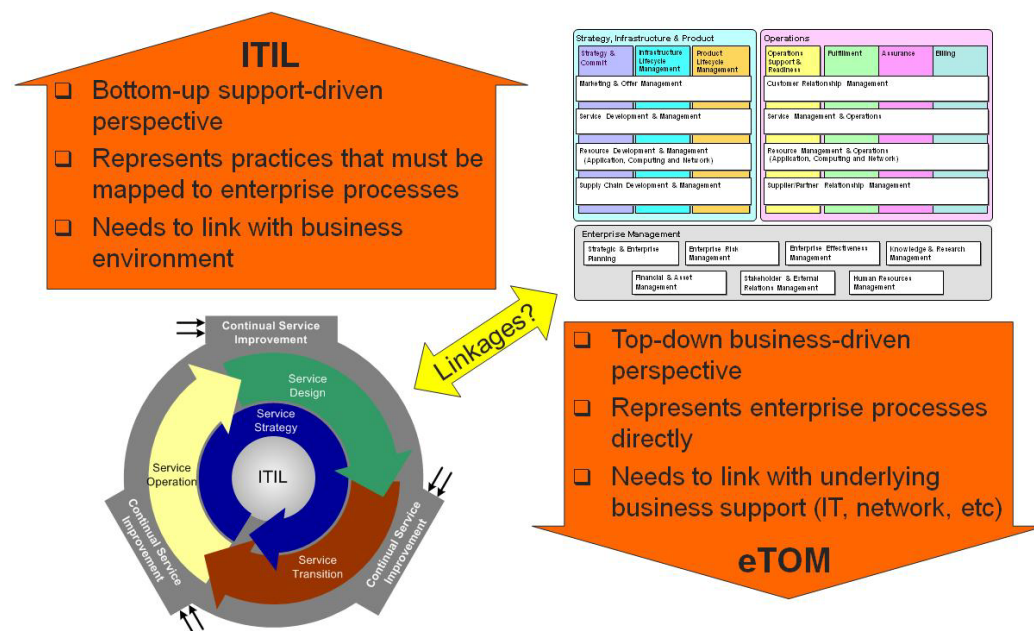 ITIL
❑ Bottom-up support-driven
perspective
❑ Represents practices that must be
mapped to enterprise processes
❑ Needs to link with business
environment
Strategy, Infrastructure & Product
Strategy &
Commit
Infrastructure
Lifecycle
Management
Product
Lifecycle
Management
Marketing & Offer Management
Service Development & Management
Resource Development & Management
(Application, Computing and Network)
Supply Chain Development & Management
Operations
Operations
Support &
Readiness
Fulfillment
Assurance
Billing
Customer Relationship Management
Service Management & Operations
Resource Management & Operations
(Application, Computing and Network)
Supplier/Partner Relationship Management
Enterprise Management
Strategic & Enterprise
Planning
Enterprise Risk
Management
Enterprise Effectiveness
Management
Knowledge & Research
Management
Financial & Asset
Management
Stakeholder & External
Relations Management
Human Resources
Management
Linkages?
Continual Service
Improvement
Service
Design
Service
Strategy
ITIL
Service
Operation
Service
Transition
Continual Service
Improvement
Continual Service
Improvement
❑ Top-down business-driven
perspective
❑ Represents enterprise processes
directly
❑ Needs to link with underlying
business support (IT, network, etc)
eTOM